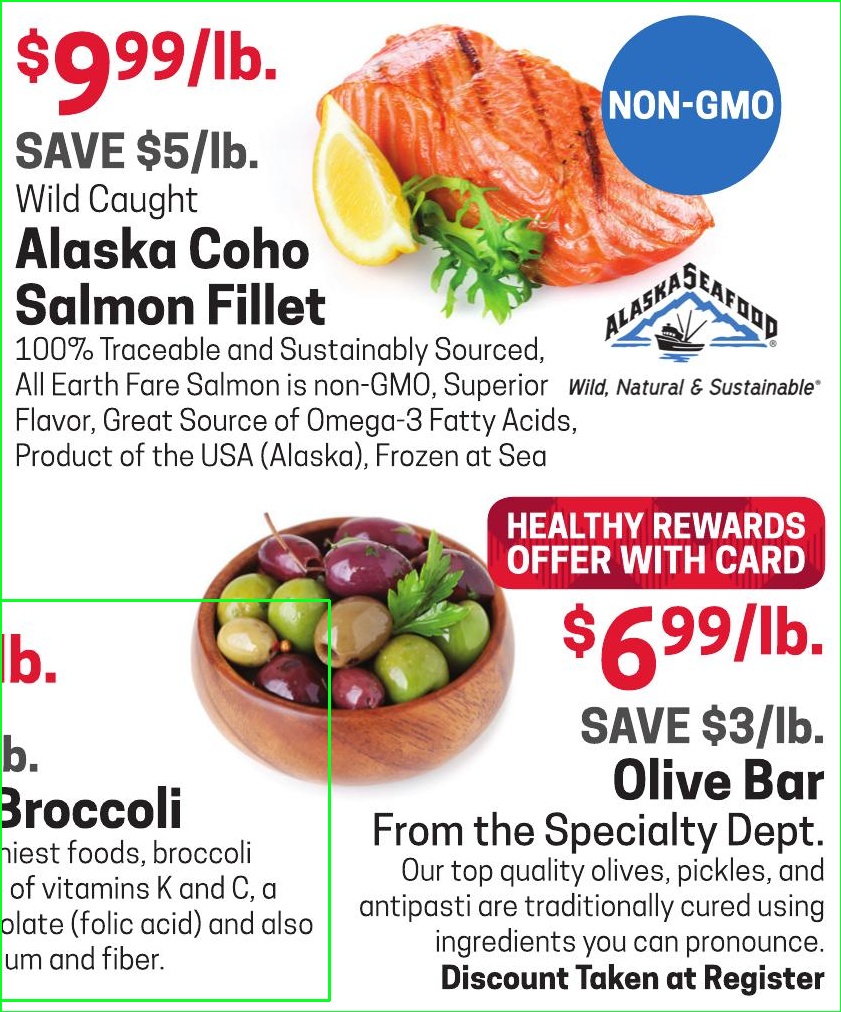 $9.99/lb.
SAVE $5/lb.
Wild Caught
Alaska Coho
Salmon Fillet
100% Traceable and Sustainably Sourced,
All Earth Fare Salmon is non-GMO, Superior
Flavor, Great Source of Omega-3 Fatty Acids,
Product of the USA (Alaska), Frozen at Sea
NON-GMO
ALASKA SEAFOOD®
Wild, Natural & Sustainable®
HEALTHY REWARDS
OFFER WITH CARD
$6.99/lb.
SAVE $3/lb.
Olive Bar
From the Specialty Dept.
Our top quality olives, pickles, and
antipasti are traditionally cured using
ingredients you can pronounce.
Discount Taken at Register
lb.
b.
Broccoli
foods, broccoli
of vitamins K and C, a
(folic acid) and also
and fiber.